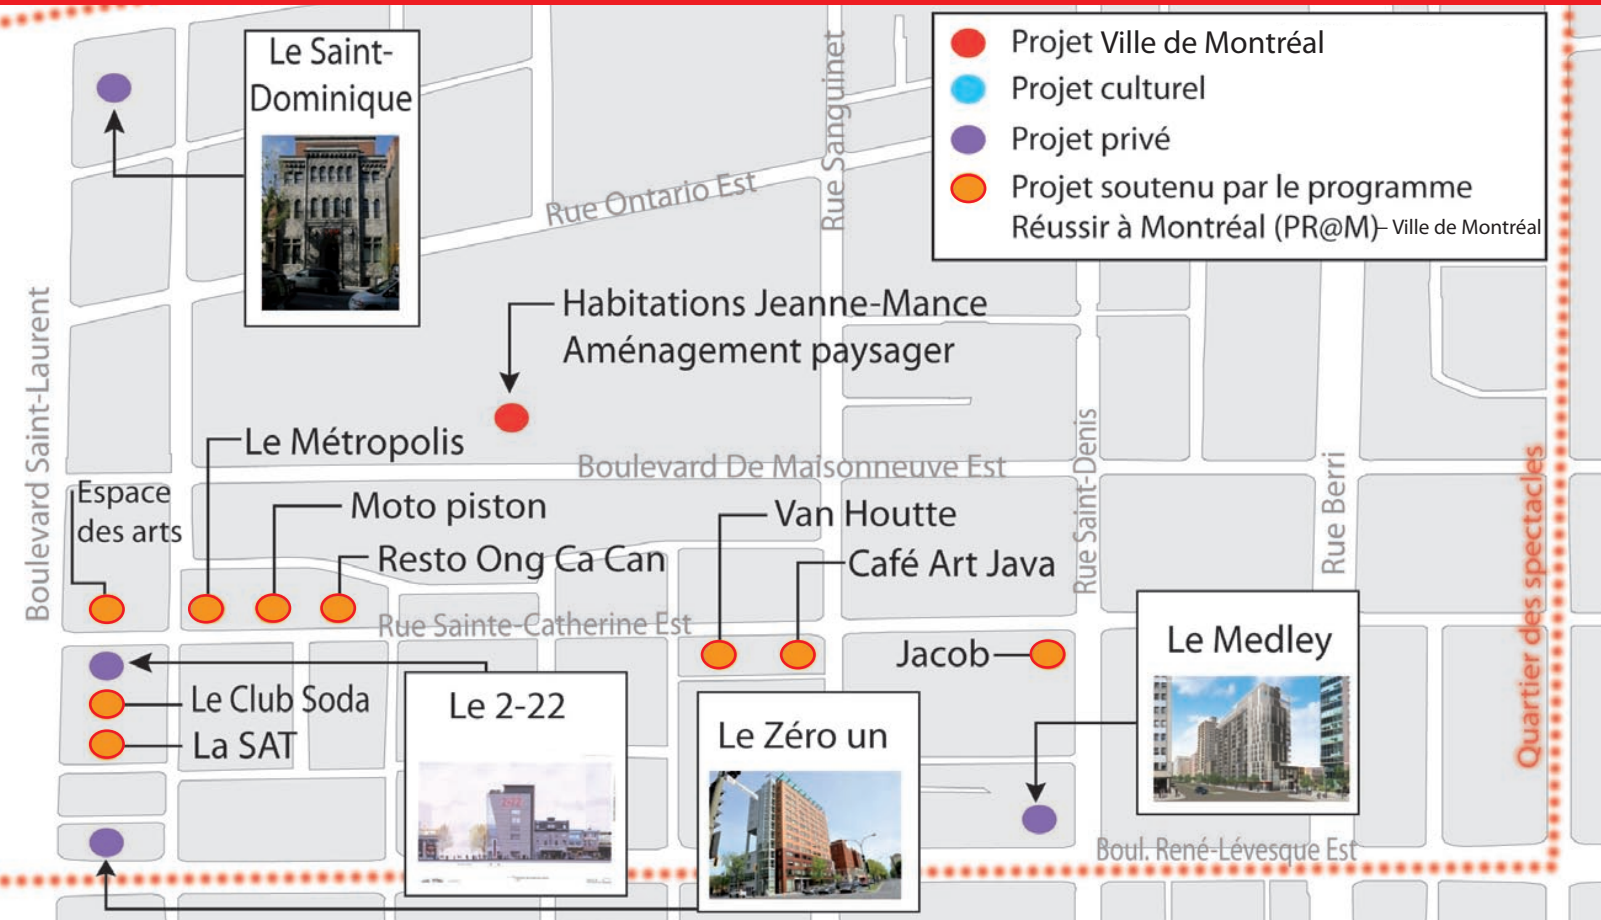 Le Saint-
Dominique
Projet Ville de Montréal
Projet culturel
Projet privé
Projet soutenu par le programme
Réussir à Montréal (PR@M)– Ville de Montréal
Rue Sanguinet
Rue Ontario Est
Boulevard Saint-Laurent
Habitations Jeanne-Mance
Aménagement paysager
Le Métropolis
Boulevard De Maisonneuve Est
Rue Saint-Denis
Rue Berri
Quartier des spectacles
Espace
des arts
Moto piston
Van Houtte
Resto Ong Ca Can
Café Art Java
Rue Sainte-Catherine Est
Jacob
Le Medley
Le Club Soda
La SAT
Le 2-22
2-22
Le Zéro un
Boul. René-Lévesque Est